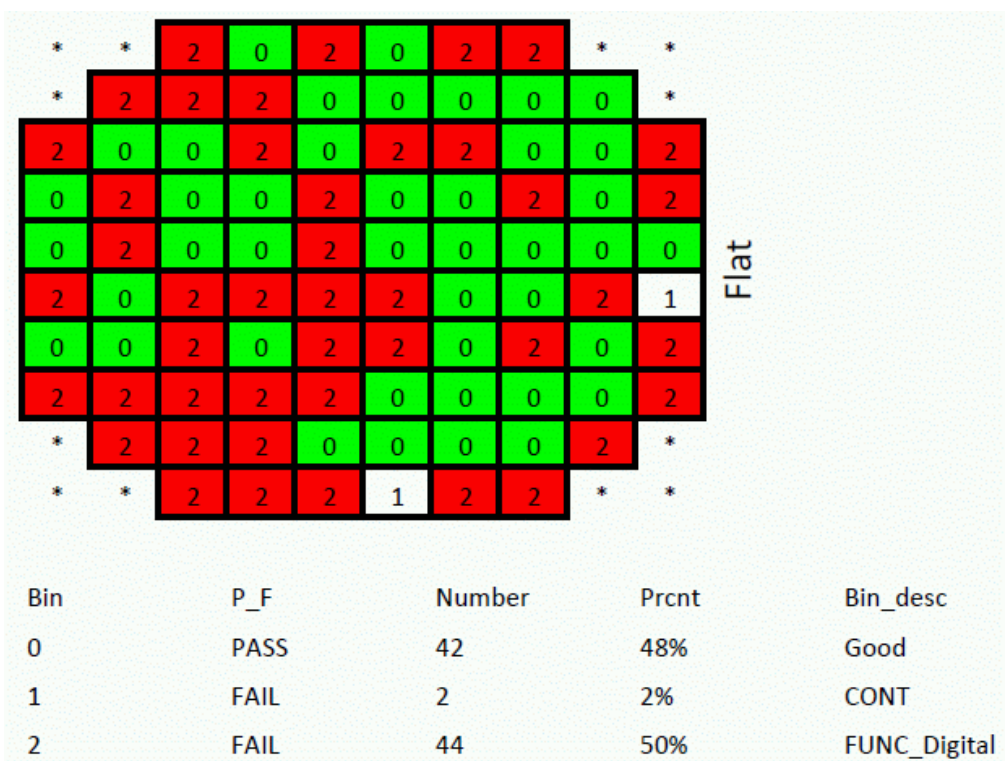 * * 2 0 2 0 2 2 * *
* 2 2 2 0 0 0 0 0 *
2 0 0 2 0 2 2 0 0 2
0 2 0 0 2 0 0 2 0 2
0 2 0 0 2 0 0 0 0 0
2 0 2 2 2 2 0 0 2 1
0 0 2 0 2 2 0 2 0 2
2 2 2 2 2 0 0 0 0 2
* 2 2 2 0 0 0 0 2 *
* * 2 2 2 1 2 2 * *
Flat
Bin P_F Number Prcnt Bin_desc
0 PASS 42 48% Good
1 FAIL 2 2% CONT
2 FAIL 44 50% FUNC_Digital